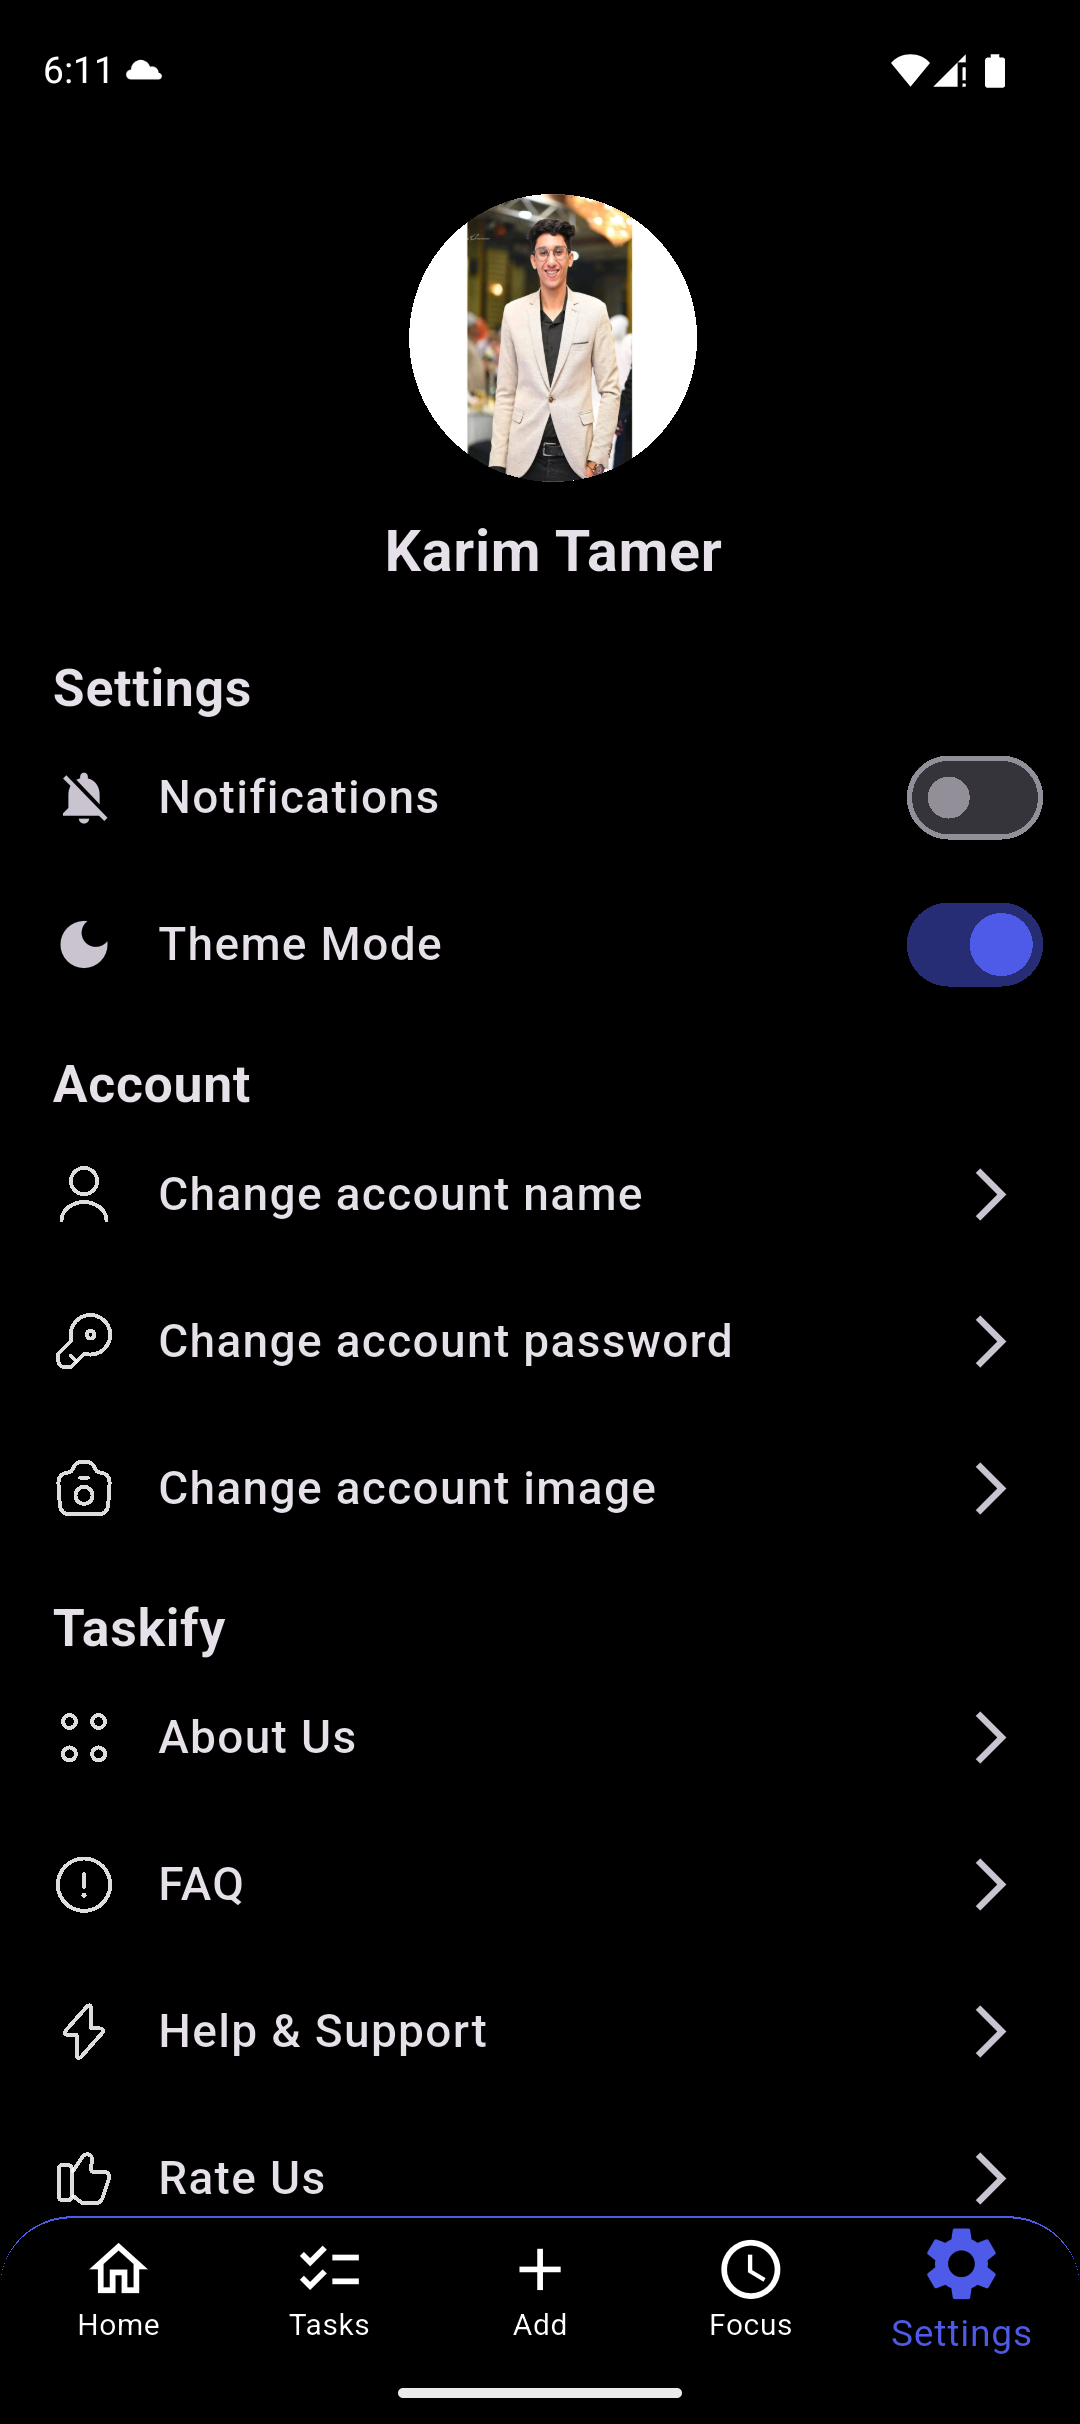 6:11
Karim Tamer
Settings
Notifications
Theme Mode
Account
Change account name
Change account password
Change account image
Taskify
About Us
FAQ
Help & Support
Rate Us
Home
Tasks
Add
Focus
Settings